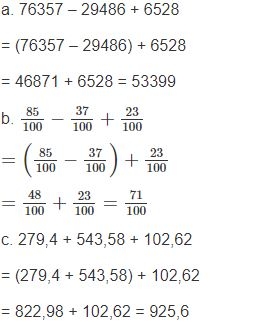 a. 76357 – 29486 + 6528
= (76357 – 29486) + 6528
= 46871 + 6528 = 53399
b. 85/100 − 37/100 + 23/100
= (85/100 − 37/100) + 23/100
= 48/100 + 23/100 = 71/100
c. 279,4 + 543,58 + 102,62
= (279,4 + 543,58) + 102,62
= 822,98 + 102,62 = 925,6